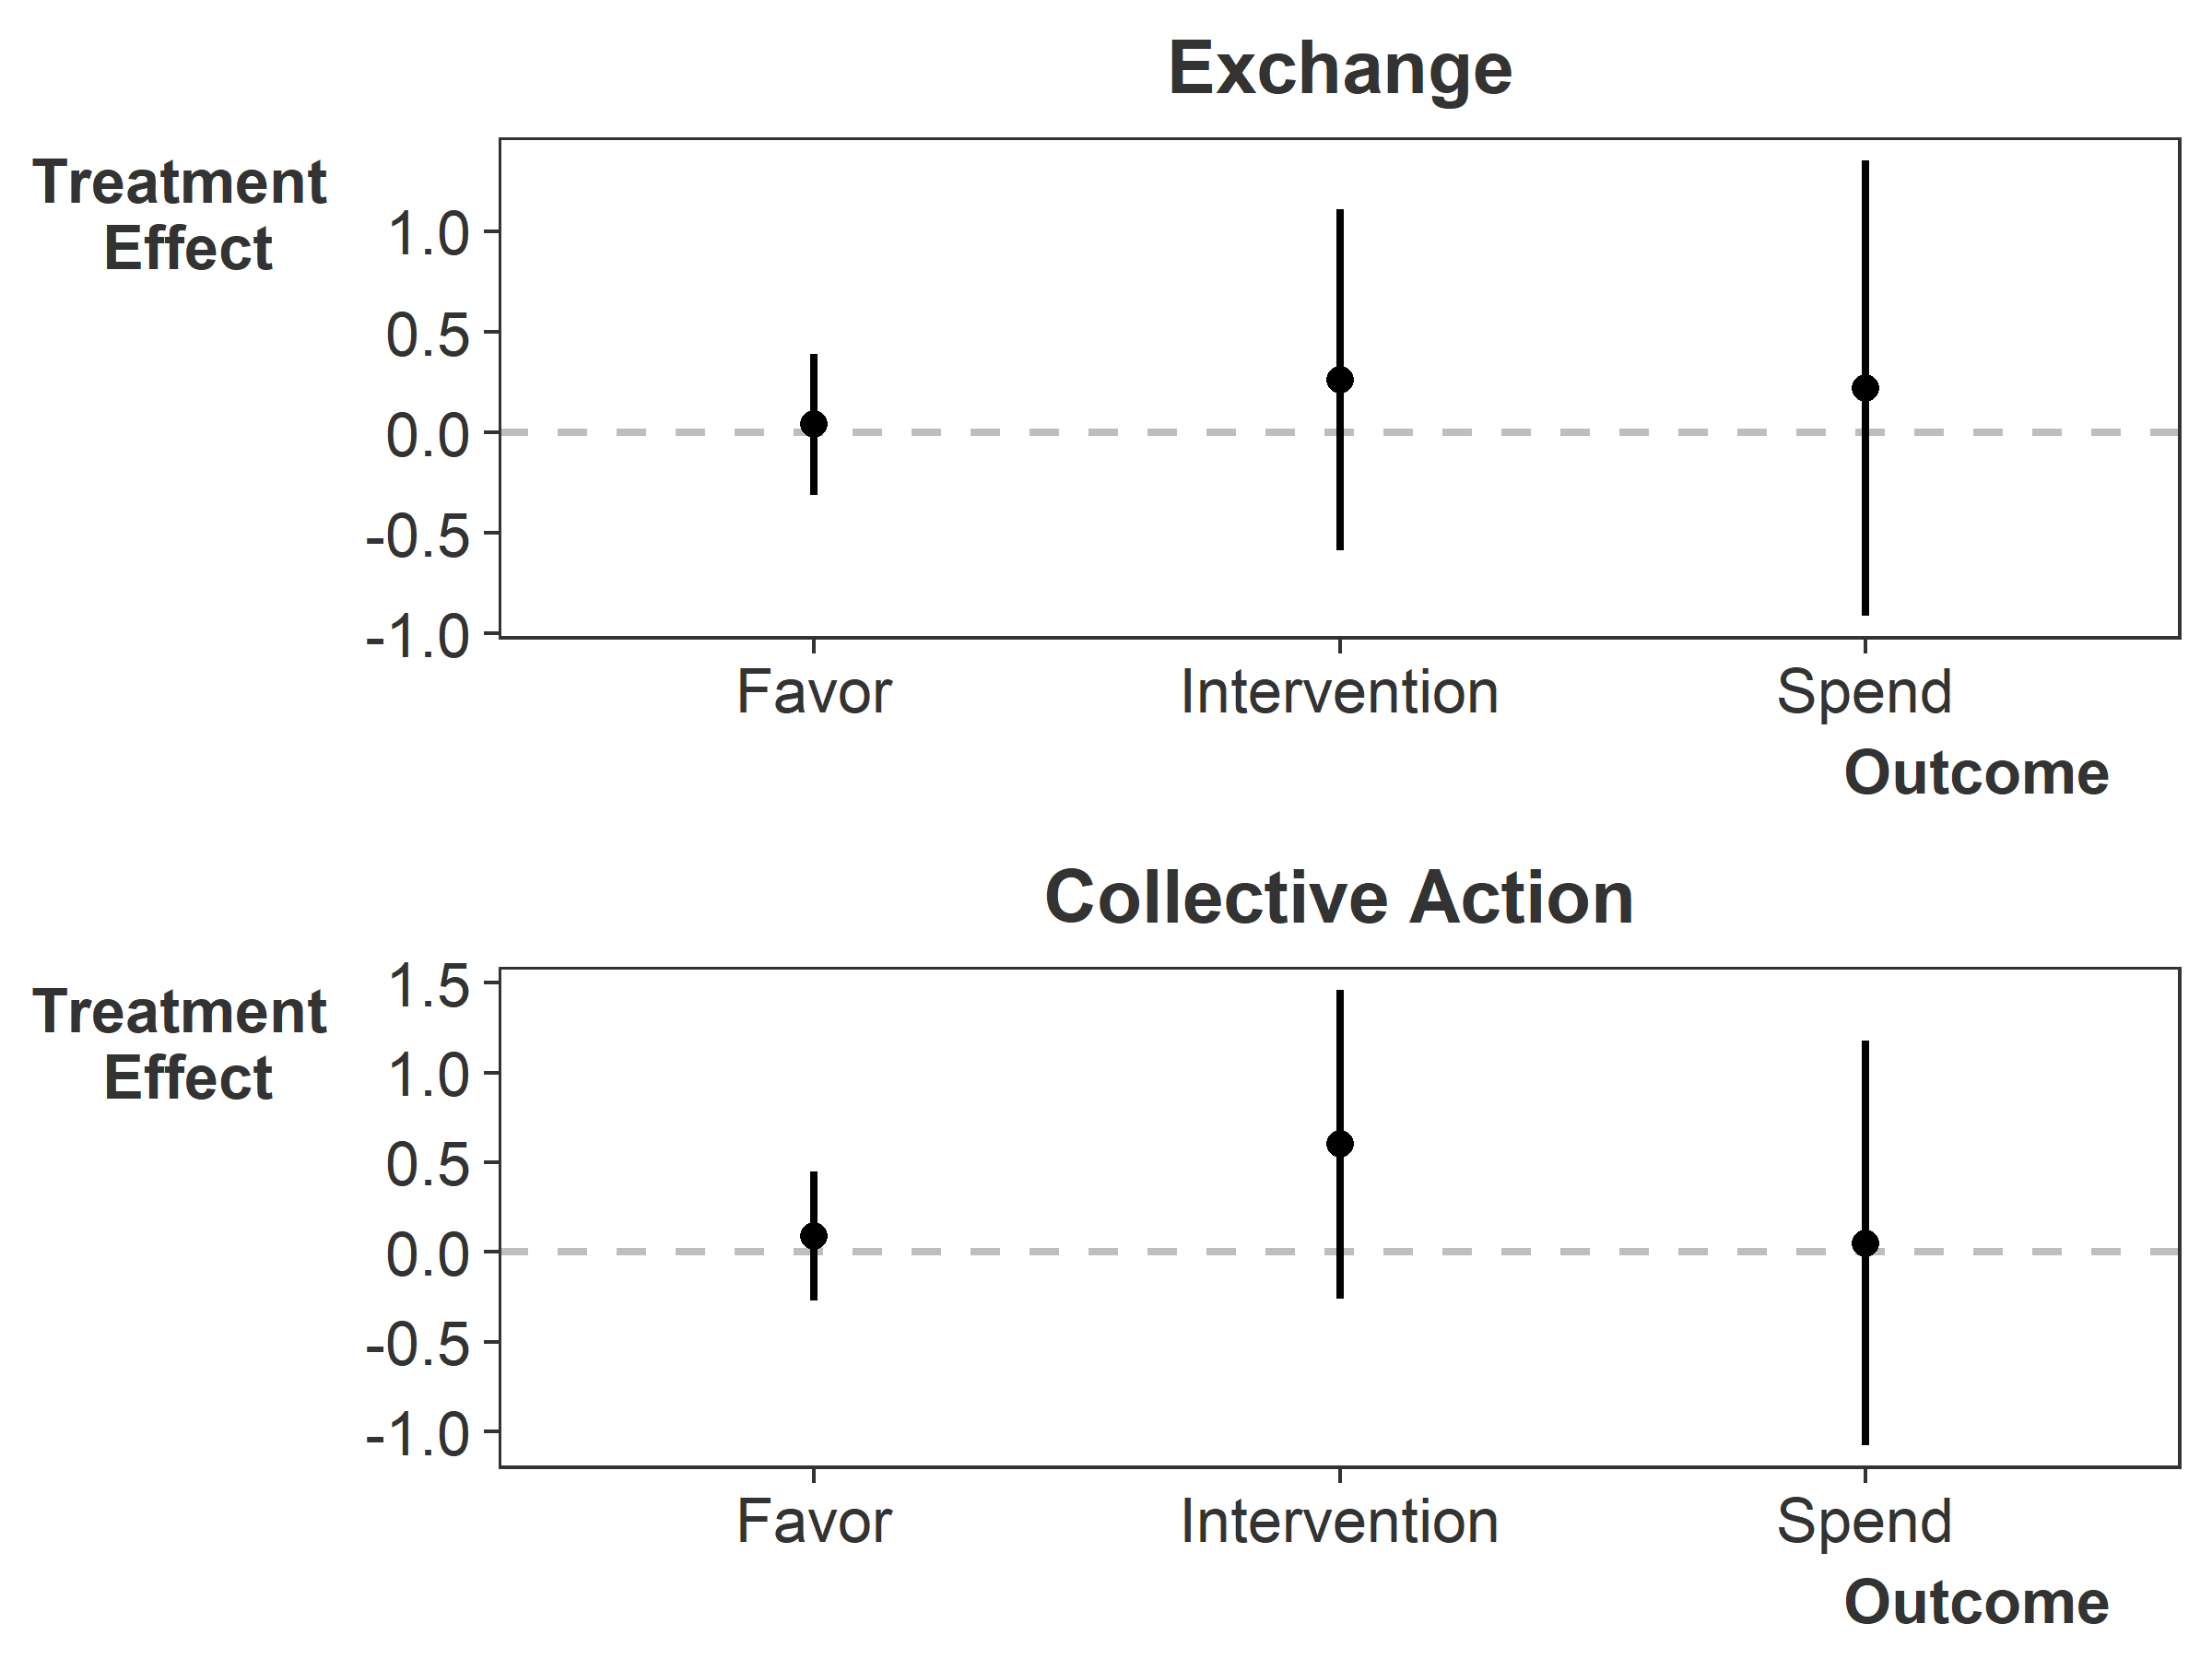 Exchange
Treatment
Effect
1.0
0.5
0.0
-0.5
-1.0
Favor Intervention Spend
Outcome
Collective Action
Treatment
Effect
1.5
1.0
0.5
0.0
-0.5
-1.0
Favor Intervention Spend
Outcome